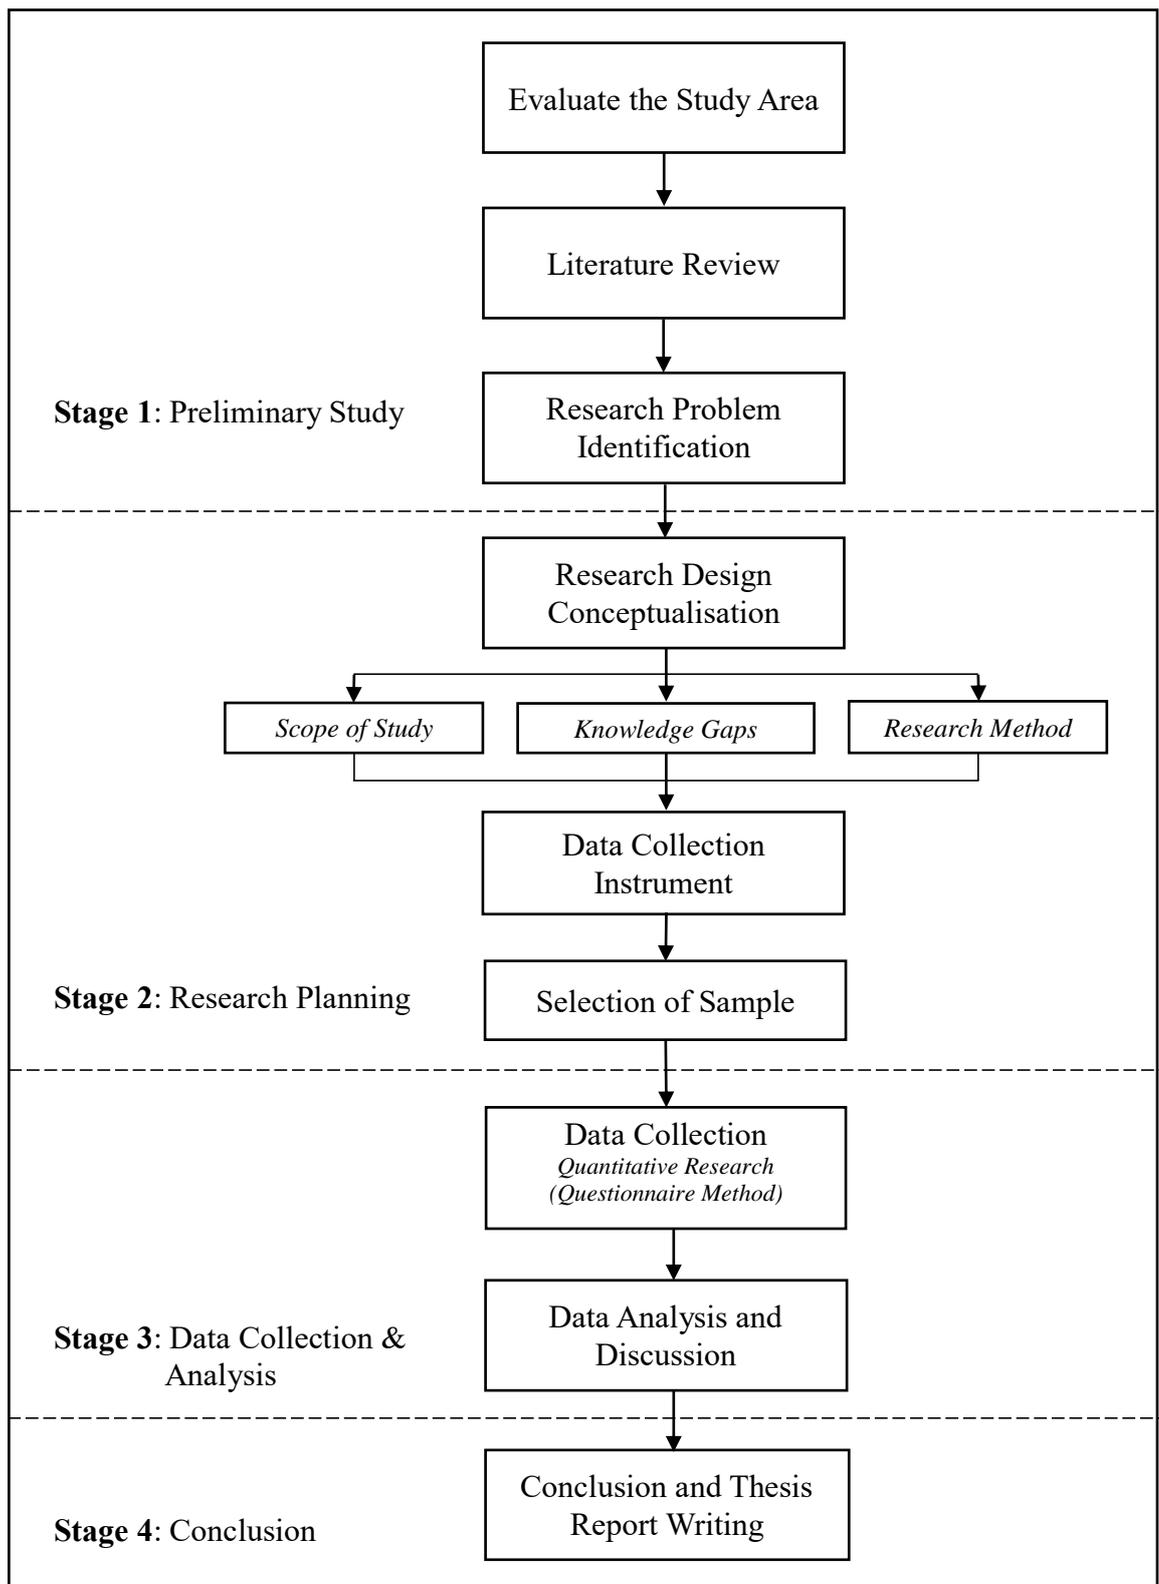 Evaluate the Study Area
Literature Review
Stage 1: Preliminary Study
Research Problem
Identification
Research Design
Conceptualisation
Scope of Study
Knowledge Gaps
Research Method
Data Collection
Instrument
Stage 2: Research Planning
Selection of Sample
Data Collection
Quantitative Research
(Questionnaire Method)
Stage 3: Data Collection &
Analysis
Data Analysis and
Discussion
Stage 4: Conclusion
Conclusion and Thesis
Report Writing